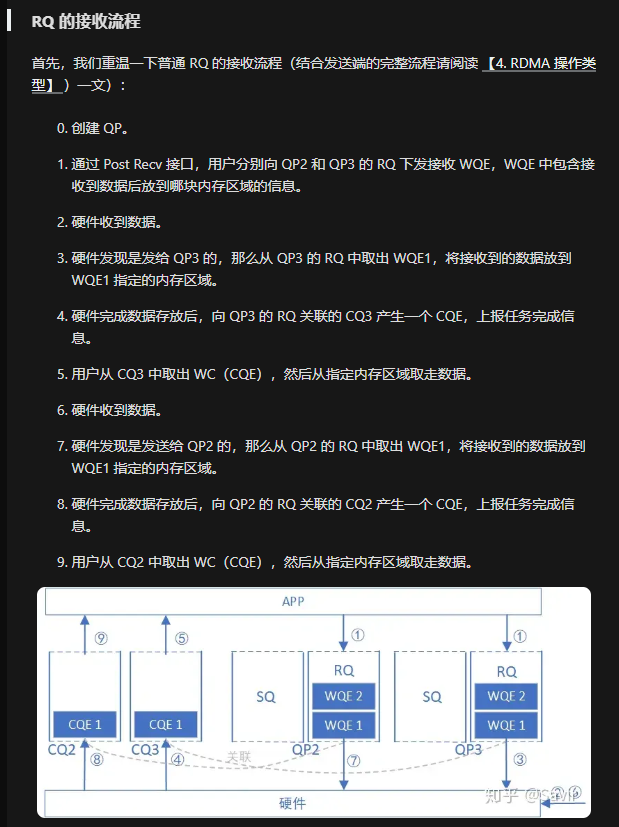 RQ 的接收流程
首先，我们重温一下普通 RQ 的接收流程（结合发送端的完整流程请阅读 【4. RDMA 操作类
型】 ）一文）：
0. 创建 QP。
1. 通过 Post Recv 接口，用户分别向 QP2 和 QP3 的 RQ 下发接收 WQE，WQE 中包含接
收到数据后放到哪块内存区域的信息。
2. 硬件收到数据。
3. 硬件发现是发给 QP3 的，那么从 QP3 的 RQ 中取出 WQE1，将接收到的数据放到
WQE1 指定的内存区域。
4. 硬件完成数据存放后，向 QP3 的 RQ 关联的 CQ3 产生一个 CQE，上报任务完成信
息。
5. 用户从 CQ3 中取出 WC（CQE），然后从指定内存区域取走数据。
6. 硬件收到数据。
7. 硬件发现是发送给 QP2 的，那么从 QP2 的 RQ 中取出 WQE1，将接收到的数据放到
WQE1 指定的内存区域。
8. 硬件完成数据存放后，向 QP2 的 RQ 关联的 CQ2 产生一个 CQE，上报任务完成信
息。
9. 用户从 CQ2 中取出 WC（CQE），然后从指定内存区域取走数据。
APP
⑨ ⑤ ① ①
SQ RQ SQ RQ
WQE 2 WQE 2
CQE 1 CQE 1 WQE 1 WQE 1
CQ2 CQ3 关联 QP2 QP3
⑧ ④ ⑦ ③
硬件
知乎